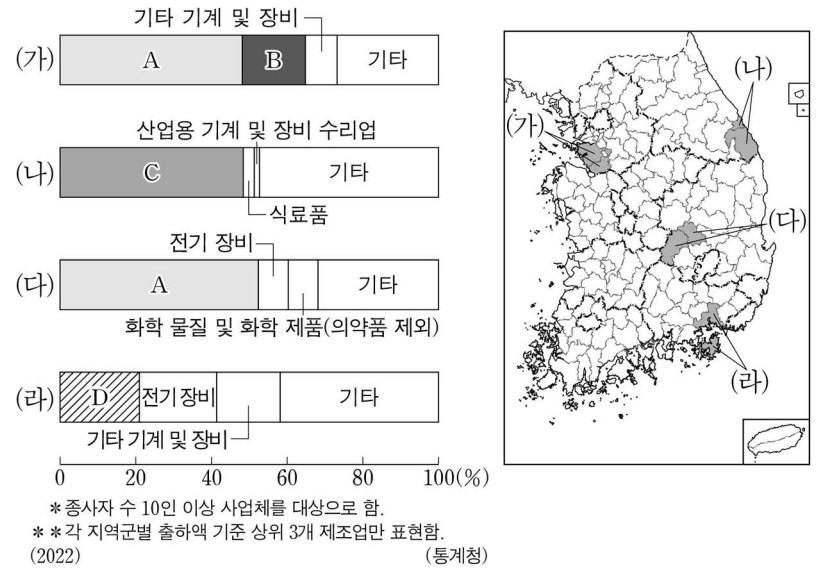 기타 기계 및 장비
(가) A B 기타
산업용 기계 및 장비 수리업
(나) C 기타
식료품
전기 장비
(다) A 기타
화학 물질 및 화학 제품(의약품 제외)
(라) D 전기 장비 기타
기타 기계 및 장비
0 20 40 60 80 100(%)
＊종사자 수 10인 이상 사업체를 대상으로 함.
＊＊각 지역군별 출하액 기준 상위 3개 제조업만 표현함.
(2022) (통계청)
(나)
(가)
(다)
(라)